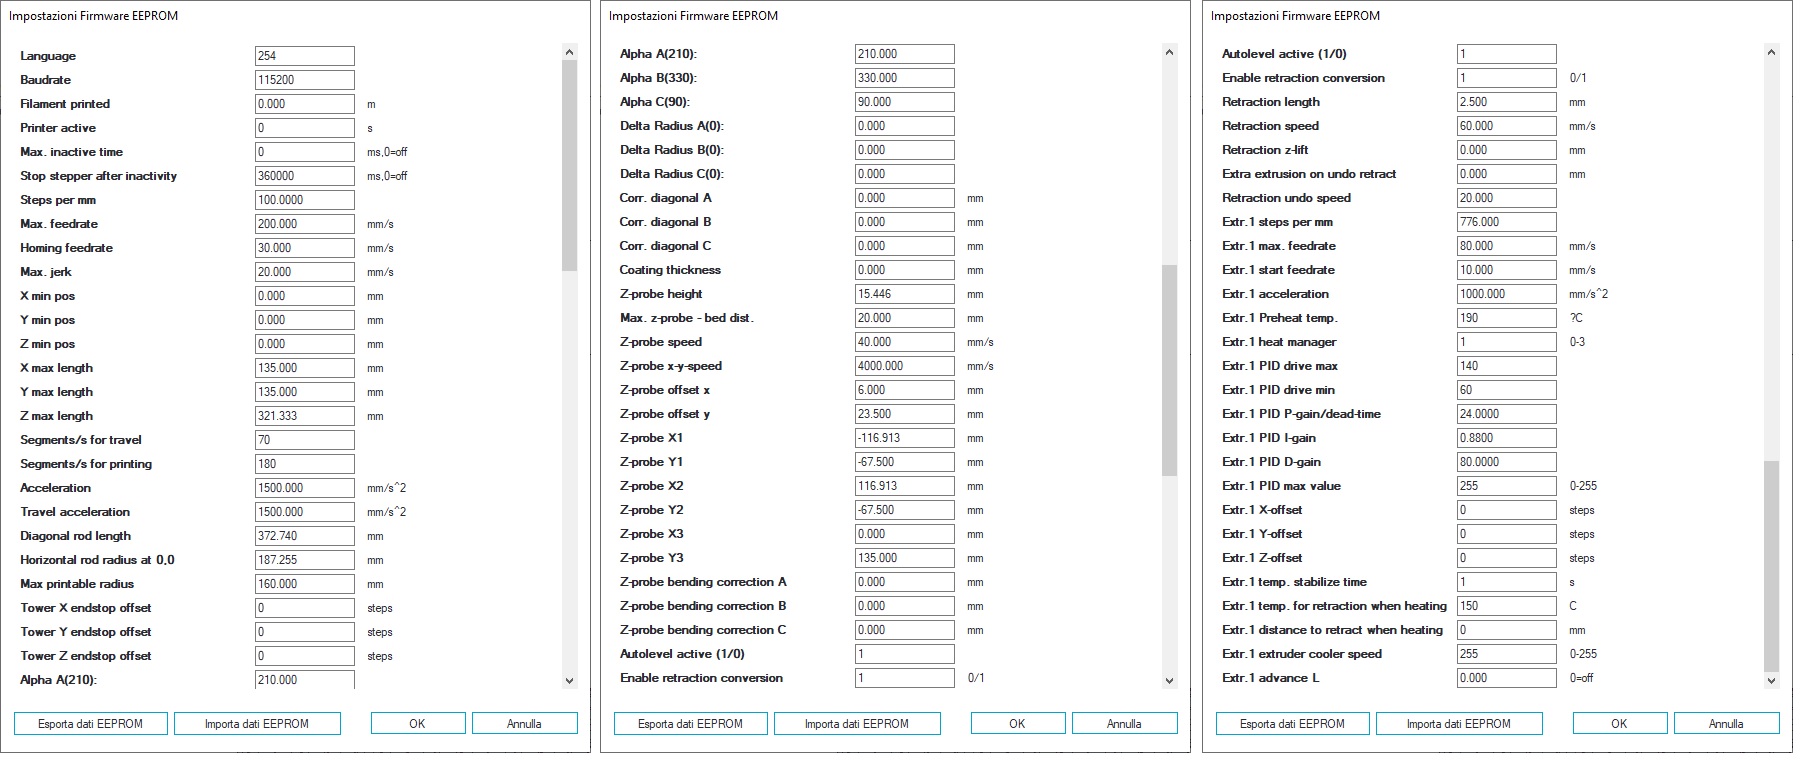 Impostazioni Firmware EEPROM
Language 254
Baudrate 115200
Filament printed 0.000 m
Printer active 0 s
Max. inactive time 0 ms,0=off
Stop stepper after inactivity 360000 ms,0=off
Steps per mm 100.0000
Max. feedrate 200.000 mm/s
Homing feedrate 30.000 mm/s
Max. jerk 20.000 mm/s
X min pos 0.000 mm
Y min pos 0.000 mm
Z min pos 0.000 mm
X max length 135.000 mm
Y max length 135.000 mm
Z max length 321.333 mm
Segments/s for travel 70
Segments/s for printing 180
Acceleration 1500.000 mm/s^2
Travel acceleration 1500.000 mm/s^2
Diagonal rod length 372.740 mm
Horizontal rod radius at 0,0 187.255 mm
Max printable radius 160.000 mm
Tower X endstop offset 0 steps
Tower Y endstop offset 0 steps
Tower Z endstop offset 0 steps
Alpha A(210): 210.000
Esporta dati EEPROM Importa dati EEPROM OK Annulla
Impostazioni Firmware EEPROM
Alpha A(210): 210.000
Alpha B(330): 330.000
Alpha C(90): 90.000
Delta Radius A(0): 0.000
Delta Radius B(0): 0.000
Delta Radius C(0): 0.000
Corr. diagonal A 0.000 mm
Corr. diagonal B 0.000 mm
Corr. diagonal C 0.000 mm
Coating thickness 0.000 mm
Z-probe height 15.446 mm
Max. z-probe - bed dist. 20.000 mm
Z-probe speed 40.000 mm/s
Z-probe x-y-speed 4000.000 mm/s
Z-probe offset x 6.000 mm
Z-probe offset y 23.500 mm
Z-probe X1 -116.913 mm
Z-probe Y1 -67.500 mm
Z-probe X2 116.913 mm
Z-probe Y2 -67.500 mm
Z-probe X3 0.000 mm
Z-probe Y3 135.000 mm
Z-probe bending correction A 0.000 mm
Z-probe bending correction B 0.000 mm
Z-probe bending correction C 0.000 mm
Autolevel active (1/0) 1
Enable retraction conversion 1 0/1
Esporta dati EEPROM Importa dati EEPROM OK Annulla
Impostazioni Firmware EEPROM
Autolevel active (1/0) 1
Enable retraction conversion 1 0/1
Retraction length 2.500 mm
Retraction speed 60.000 mm/s
Retraction z-lift 0.000 mm
Extra extrusion on undo retract 0.000 mm
Retraction undo speed 20.000
Extr.1 steps per mm 776.000
Extr.1 max. feedrate 80.000 mm/s
Extr.1 start feedrate 10.000 mm/s
Extr.1 acceleration 1000.000 mm/s^2
Extr.1 Preheat temp. 190 ?C
Extr.1 heat manager 1 0-3
Extr.1 PID drive max 140
Extr.1 PID drive min 60
Extr.1 PID P-gain/dead-time 24.0000
Extr.1 PID I-gain 0.8800
Extr.1 PID D-gain 80.0000
Extr.1 PID max value 255 0-255
Extr.1 X-offset 0 steps
Extr.1 Y-offset 0 steps
Extr.1 Z-offset 0 steps
Extr.1 temp. stabilize time 1 s
Extr.1 temp. for retraction when heating 150 C
Extr.1 distance to retract when heating 0 mm
Extr.1 extruder cooler speed 255 0-255
Extr.1 advance L 0.000 0=off
Esporta dati EEPROM Importa dati EEPROM OK Annulla